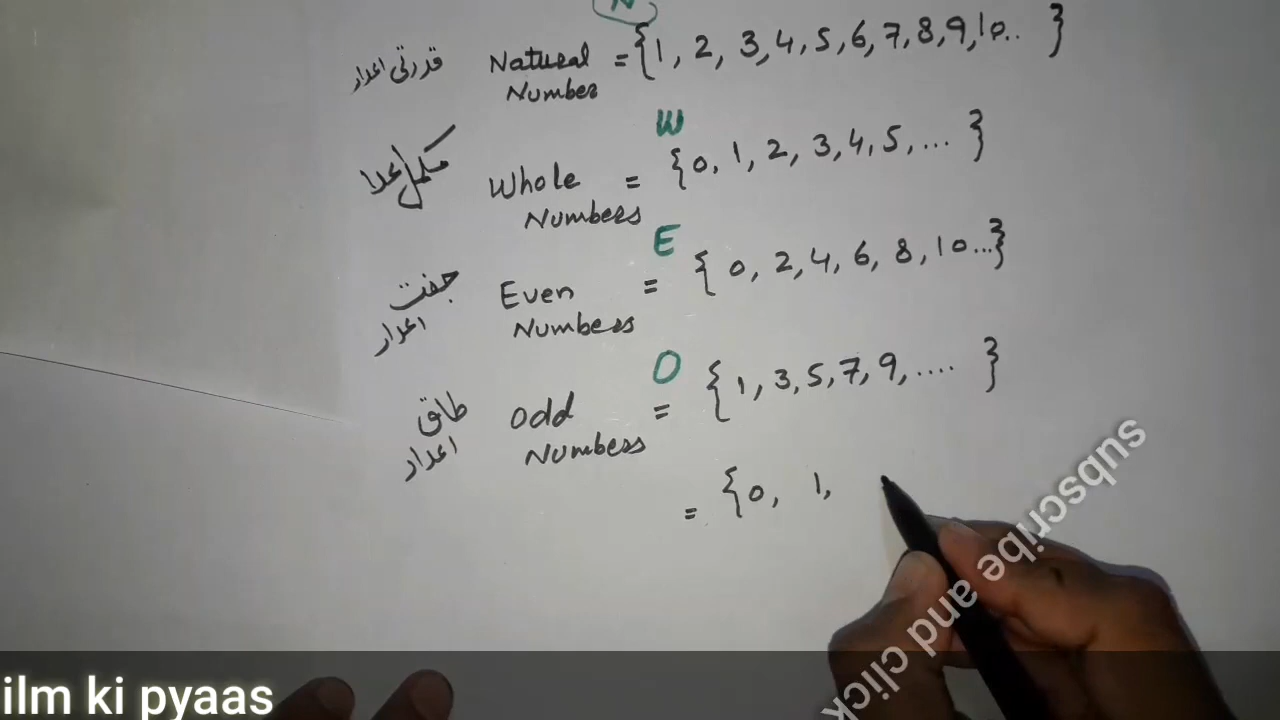 N
قدرتی اعداد Natural = {1, 2, 3, 4, 5, 6, 7, 8, 9, 10.. }
Number
W
مکمل اعدا Whole = {0, 1, 2, 3, 4, 5, ... }
Numbers
E
جفت Even = { 0, 2, 4, 6, 8, 10...}
اعداد Numbers
O
طاق Odd = { 1, 3, 5, 7, 9, .... }
اعداد Numbers
= {0, 1,
subscribe and click
ilm ki pyaas